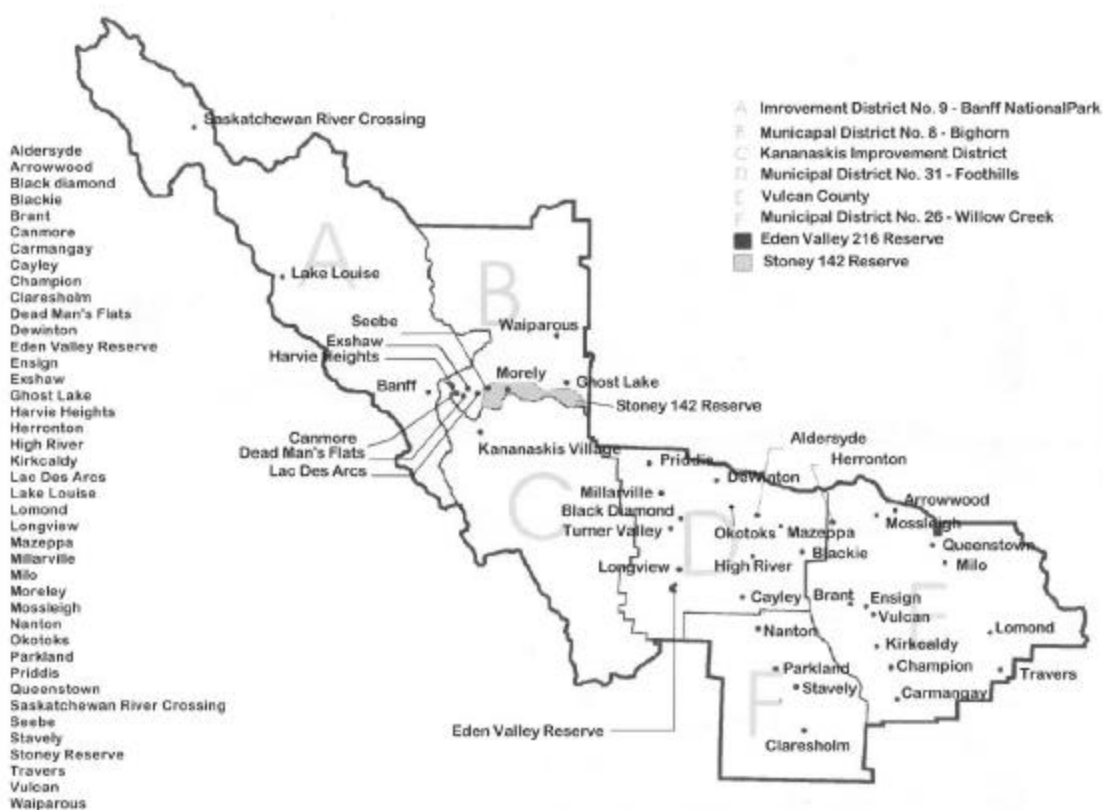 Aldersyde
Arrowwood
Black diamond
Blackie
Brant
Canmore
Carmangay
Cayley
Champion
Claresholm
Dead Man's Flats
Dewinton
Eden Valley Reserve
Ensign
Exshaw
Ghost Lake
Harvie Heights
Herronton
High River
Kirkcaldy
Lac Des Arcs
Lake Louise
Lomond
Longview
Mazeppa
Millarville
Milo
Moreley
Mossleigh
Nanton
Okotoks
Parkland
Priddis
Queenstown
Saskatchewan River Crossing
Seebe
Stavely
Stoney Reserve
Travers
Vulcan
Waiparous
A Imrovement District No. 9 - Banff NationalPark
B Municapal District No. 8 - Bighorn
C Kananaskis Improvement District
D Municipal District No. 31 - Foothills
E Vulcan County
F Municipal District No. 26 - Willow Creek
Eden Valley 216 Reserve
Stoney 142 Reserve
Saskatchewan River Crossing
A
Lake Louise
B
Seebe
Waiparous
Exshaw
Harvie Heights
Morely
Banff
Ghost Lake
Stoney 142 Reserve
Canmore
Dead Man's Flats
Lac Des Arcs
Kananaskis Village
C
Aldersyde
Herronton
Priddis
DeWinton
Millarville
Black Diamond
Turner Valley
D
Okotoks
Mazeppa
Arrowwood
Mossleigh
Queenstown
Milo
Blackie
High River
Longview
Cayley
Brant
Ensign
Vulcan
E
Nanton
Lomond
Kirkcaldy
Parkland
Champion
Travers
Stavely
Carmangay
F
Eden Valley Reserve
Claresholm